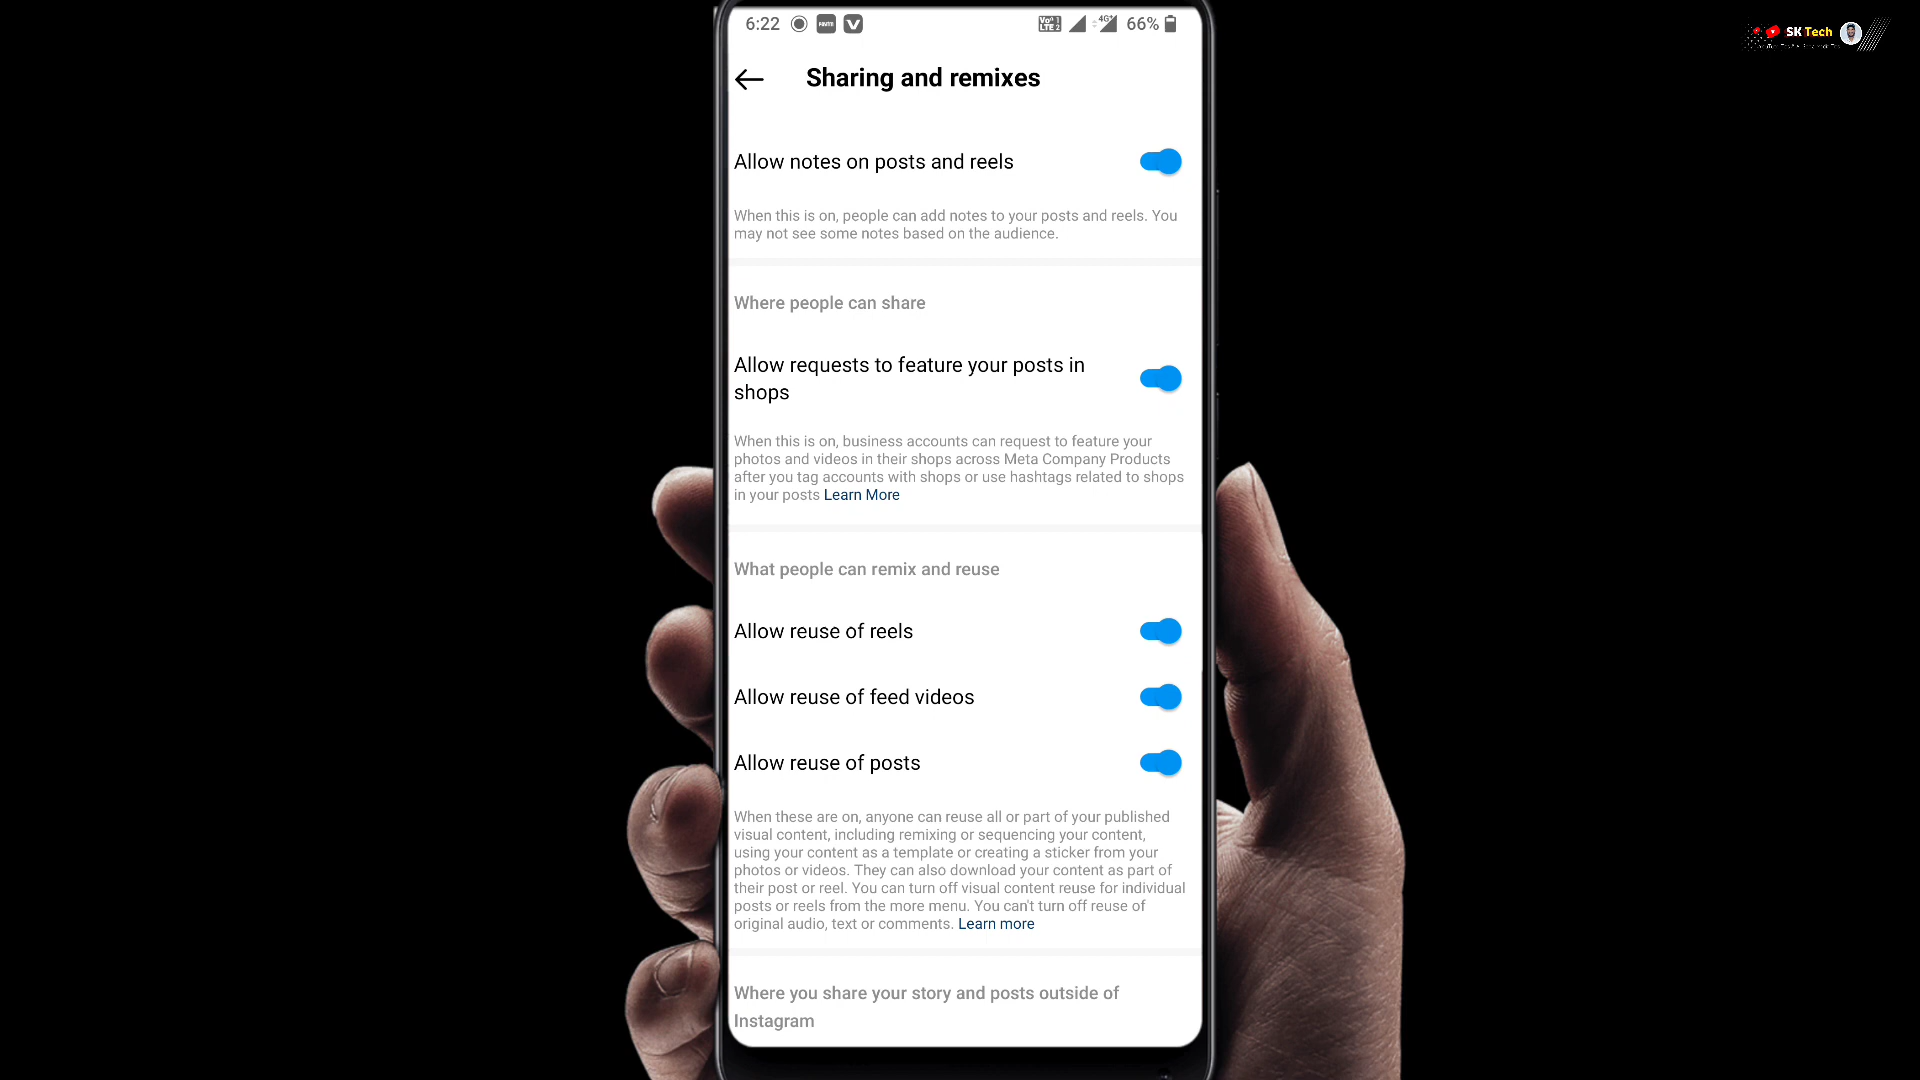 6:22
66%
SK Tech
Sharing and remixes
Allow notes on posts and reels
When this is on, people can add notes to your posts and reels. You
may not see some notes based on the audience.
Where people can share
Allow requests to feature your posts in
shops
When this is on, business accounts can request to feature your
photos and videos in their shops across Meta Company Products
after you tag accounts with shops or use hashtags related to shops
in your posts Learn More
What people can remix and reuse
Allow reuse of reels
Allow reuse of feed videos
Allow reuse of posts
When these are on, anyone can reuse all or part of your published
visual content, including remixing or sequencing your content,
using your content as a template or creating a sticker from your
photos or videos. They can also download your content as part of
their post or reel. You can turn off visual content reuse for individual
posts or reels from the more menu. You can't turn off reuse of
original audio, text or comments. Learn more
Where you share your story and posts outside of
Instagram